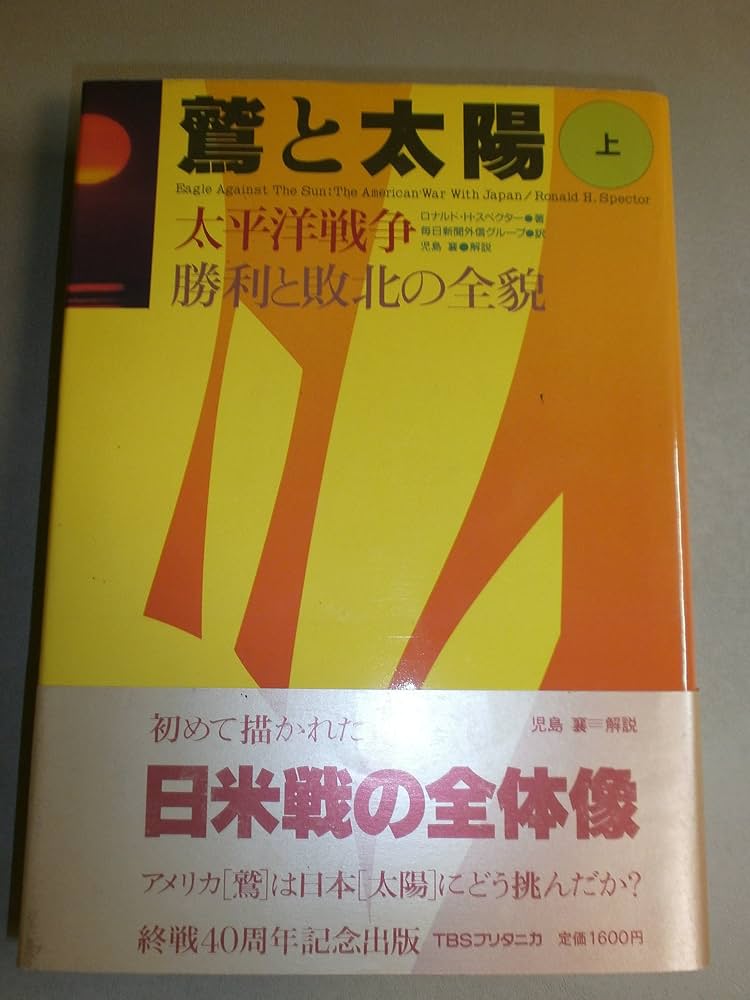 鷲と太陽 上
Eagle Against The Sun:The American War With Japan/Ronald H. Spector
太平洋戦争
ロナルド・H・スペクター●著
毎日新聞外信グループ●訳
児島 襄●解説
勝利と敗北の全貌
初めて描かれた
児島 襄=解説
日米戦の全体像
アメリカ[鷲]は日本[太陽]にどう挑んだか?
終戦40周年記念出版 TBSブリタニカ 定価1600円